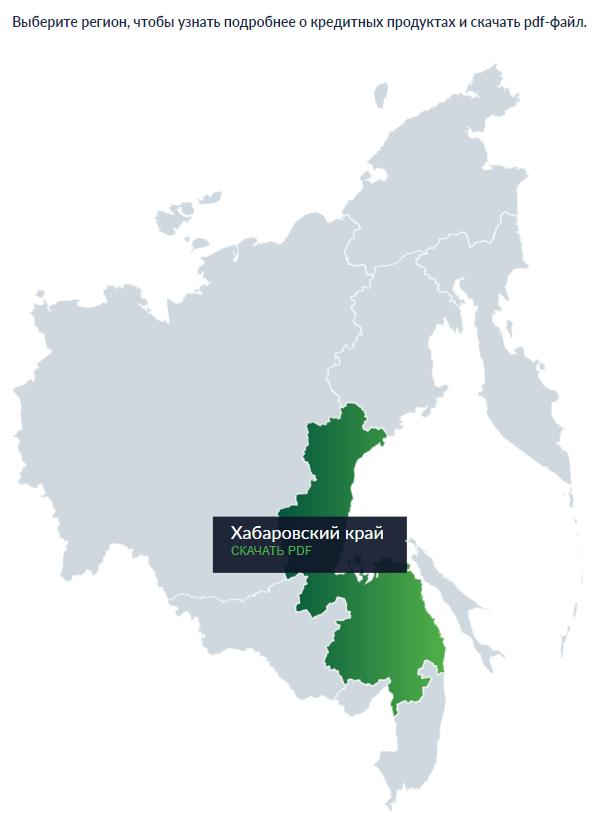 Выберите регион, чтобы узнать подробнее о кредитных продуктах и скачать pdf-файл.
Хабаровский край
СКАЧАТЬ PDF